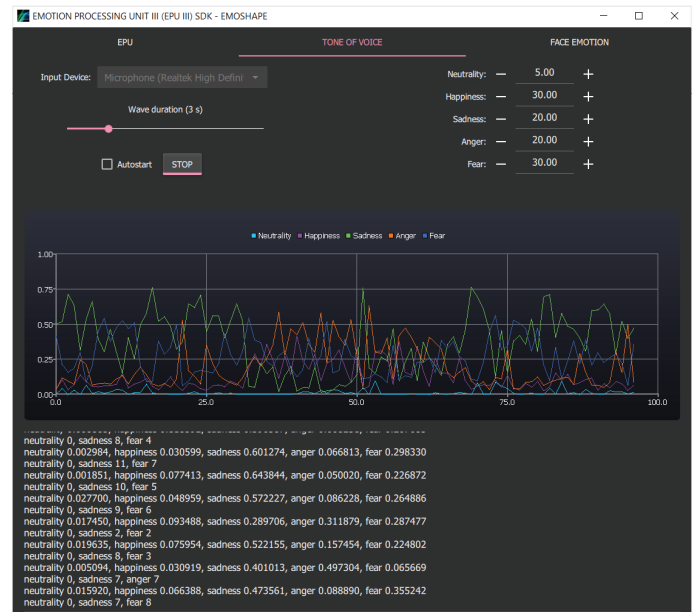 EMOTION PROCESSING UNIT III (EPU III) SDK - EMOSHAPE
EPU TONE OF VOICE FACE EMOTION
Input Device: Microphone (Realtek High Defini
Wave duration (3 s)
Autostart STOP
Neutrality: — 5.00 +
Happiness: — 30.00 +
Sadness: — 20.00 +
Anger: — 20.00 +
Fear: — 30.00 +
Neutrality Happiness Sadness Anger Fear
1.00
0.75
0.50
0.25
0.00
0.0 25.0 50.0 75.0 100.0
neutrality 0, sadness 8, fear 4
neutrality 0.002984, happiness 0.030599, sadness 0.601274, anger 0.066813, fear 0.298330
neutrality 0, sadness 11, fear 7
neutrality 0.001851, happiness 0.077413, sadness 0.643844, anger 0.050020, fear 0.226872
neutrality 0, sadness 10, fear 5
neutrality 0.027700, happiness 0.048959, sadness 0.572227, anger 0.086228, fear 0.264886
neutrality 0, sadness 9, fear 6
neutrality 0.017450, happiness 0.093488, sadness 0.289706, anger 0.311879, fear 0.287477
neutrality 0, sadness 2, fear 2
neutrality 0.019635, happiness 0.075954, sadness 0.522155, anger 0.157454, fear 0.224802
neutrality 0, sadness 8, fear 3
neutrality 0.005094, happiness 0.030919, sadness 0.401013, anger 0.497304, fear 0.065669
neutrality 0, sadness 7, anger 7
neutrality 0.015920, happiness 0.066388, sadness 0.473561, anger 0.088890, fear 0.355242
neutrality 0, sadness 7, fear 8